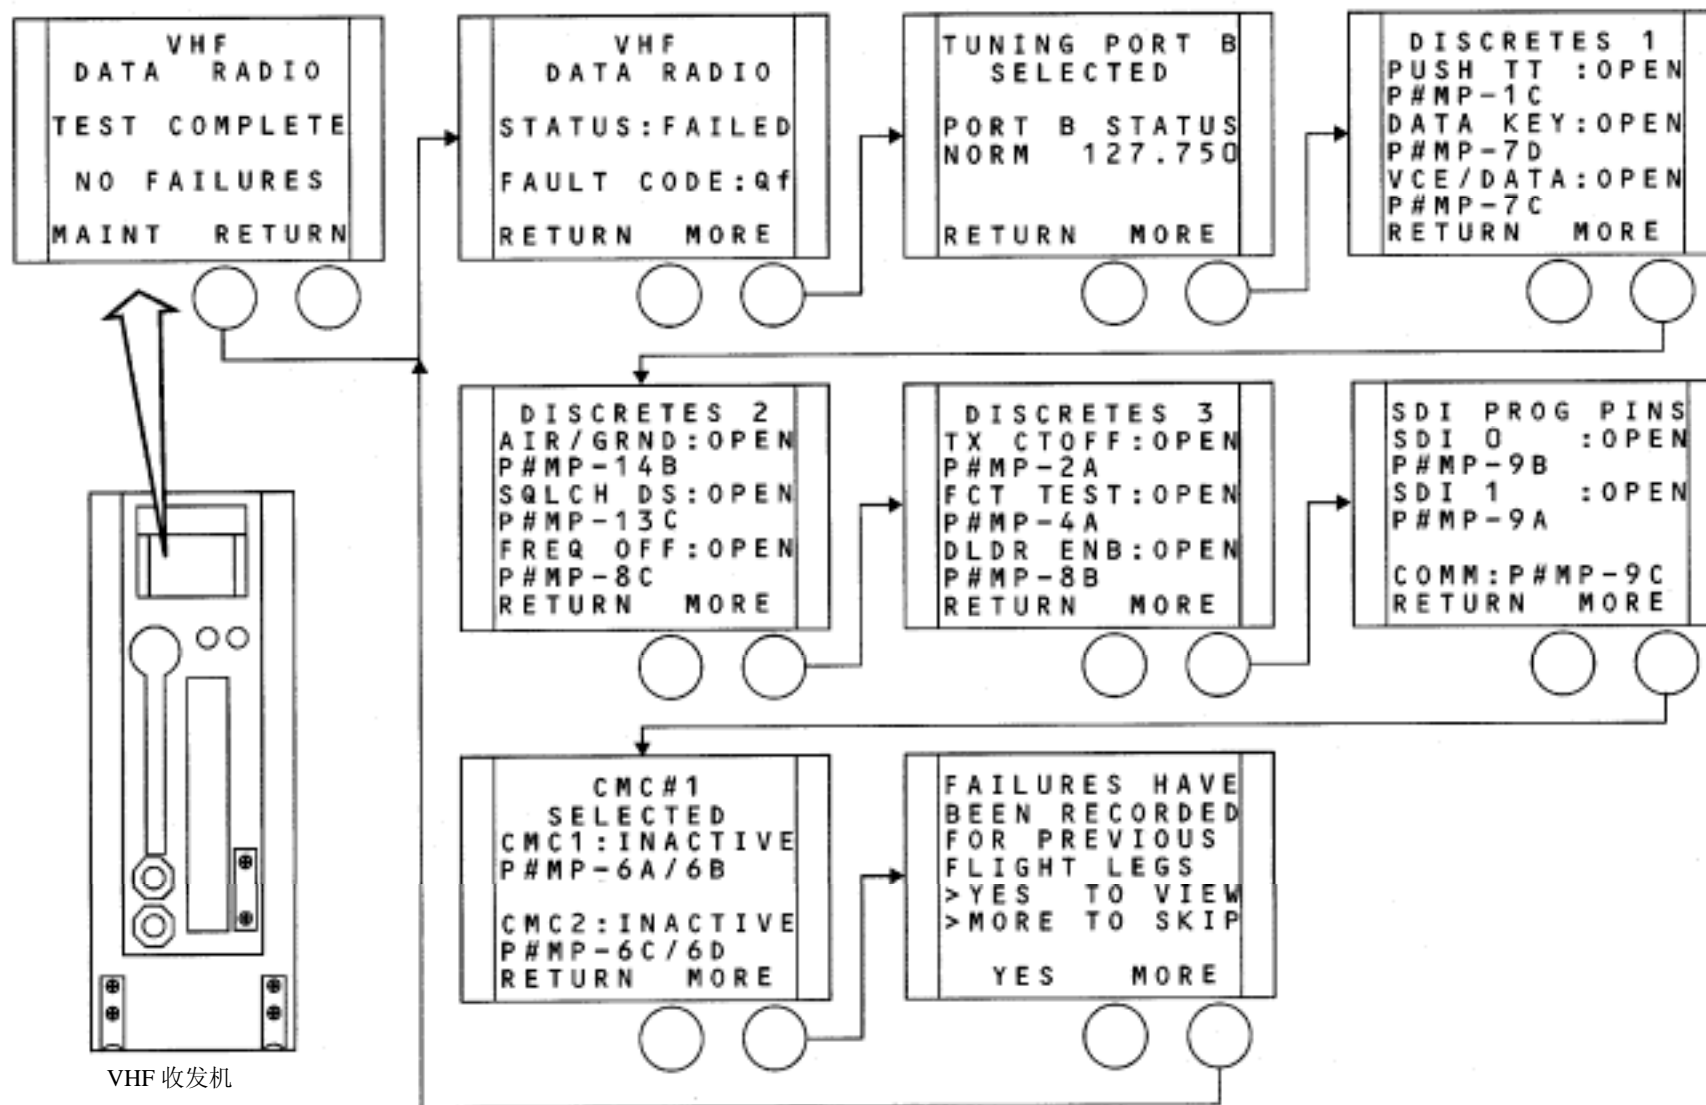 VHF
DATA RADIO
TEST COMPLETE
NO FAILURES
MAINT RETURN
VHF
DATA RADIO
STATUS:FAILED
FAULT CODE:Qf
RETURN MORE
TUNING PORT B
SELECTED
PORT B STATUS
NORM 127.750
RETURN MORE
DISCRETES 1
PUSH TT :OPEN
P#MP-1C
DATA KEY:OPEN
P#MP-7D
VCE/DATA:OPEN
P#MP-7C
RETURN MORE
DISCRETES 2
AIR/GRND:OPEN
P#MP-14B
SQLCH DS:OPEN
P#MP-13C
FREQ OFF:OPEN
P#MP-8C
RETURN MORE
DISCRETES 3
TX CTOFF:OPEN
P#MP-2A
FCT TEST:OPEN
P#MP-4A
DLDR ENB:OPEN
P#MP-8B
RETURN MORE
SDI PROG PINS
SDI 0 :OPEN
P#MP-9B
SDI 1 :OPEN
P#MP-9A
COMM:P#MP-9C
RETURN MORE
CMC#1
SELECTED
CMC1:INACTIVE
P#MP-6A/6B
CMC2:INACTIVE
P#MP-6C/6D
RETURN MORE
FAILURES HAVE
BEEN RECORDED
FOR PREVIOUS
FLIGHT LEGS
>YES TO VIEW
>MORE TO SKIP
YES MORE
VHF 收发机